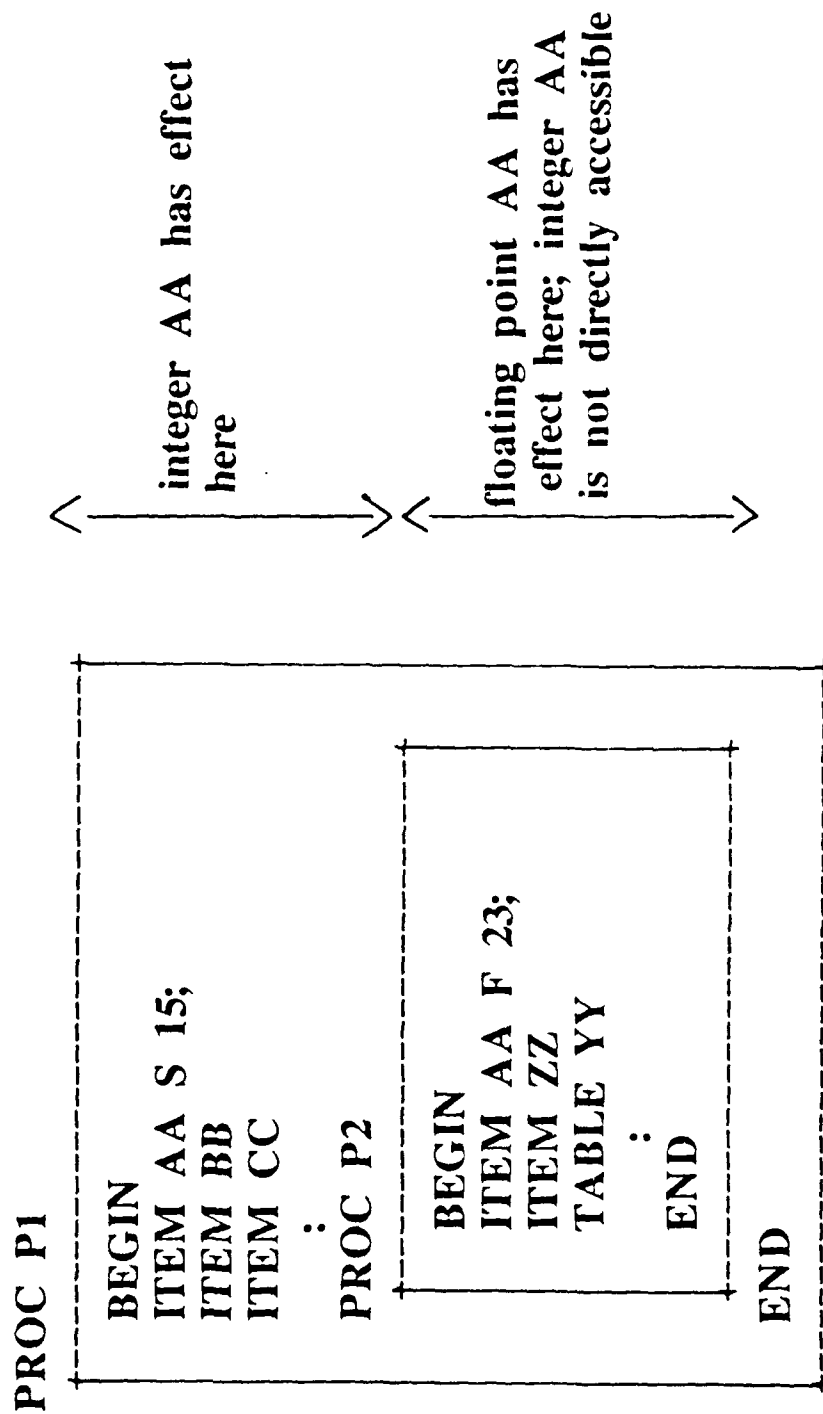 PROC P1
BEGIN
ITEM AA S 15;
ITEM BB
ITEM CC
:
PROC P2
BEGIN
ITEM AA F 23;
ITEM ZZ
TABLE YY
:
END
END
integer AA has effect
here
floating point AA has
effect here; integer AA
is not directly accessible